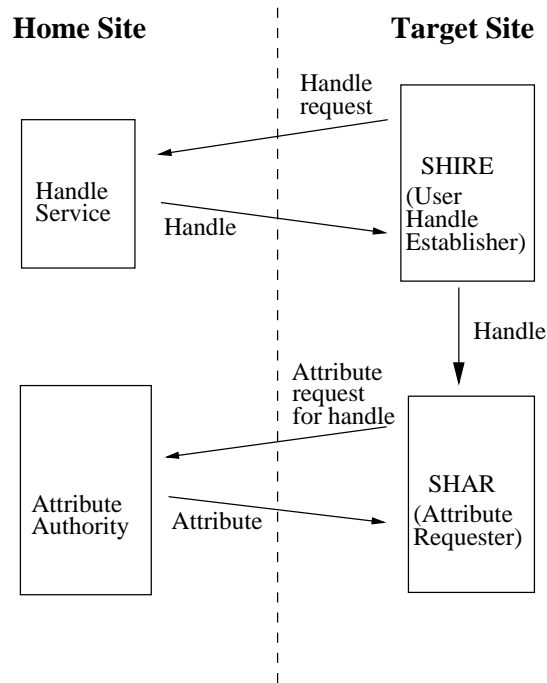 Home Site
Target Site
Handle
request
Handle
Service
Handle
SHIRE
(User
Handle
Establisher)
Handle
Attribute
request
for handle
Attribute
Authority
Attribute
SHAR
(Attribute
Requester)